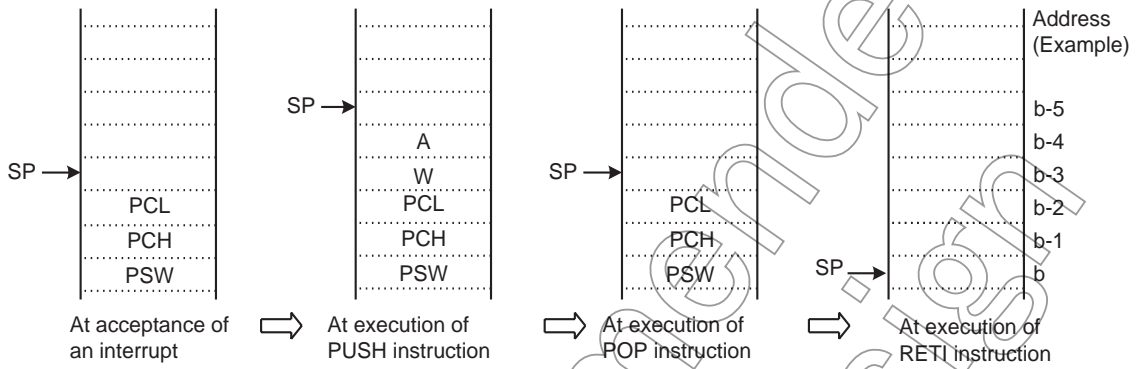 Address
(Example)
SP
PCL
PCH
PSW
At acceptance of
an interrupt
SP
A
W
PCL
PCH
PSW
At execution of
PUSH instruction
SP
PCL
PCH
PSW
At execution of
POP instruction
SP
b-5
b-4
b-3
b-2
b-1
b
At execution of
RETI instruction